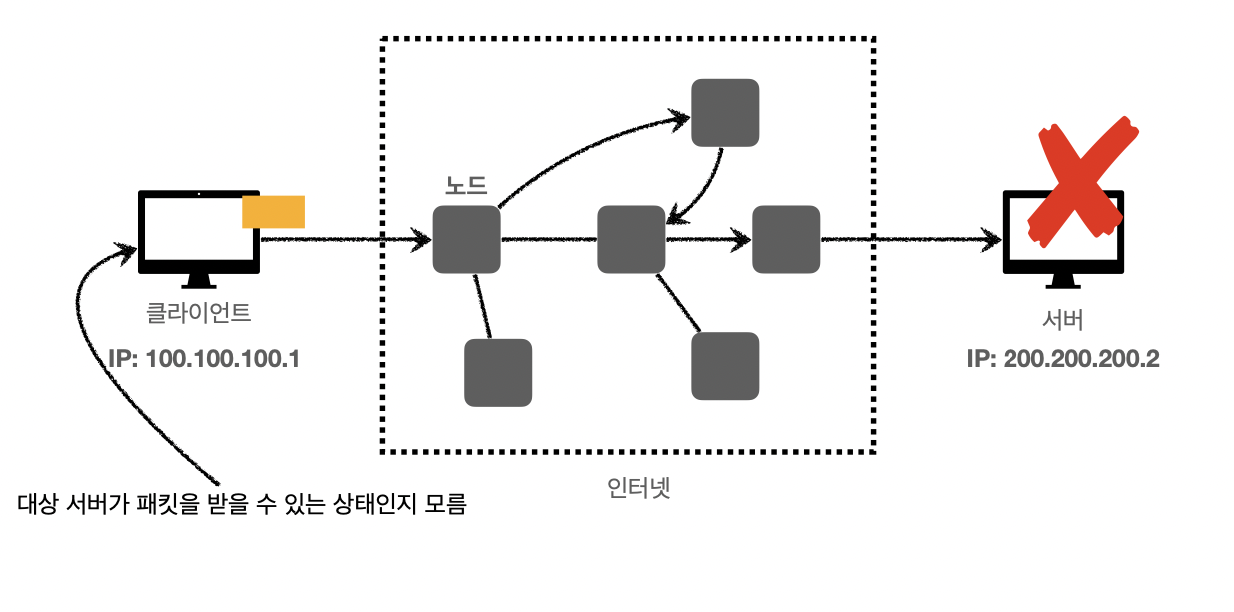 노드
클라이언트
IP: 100.100.100.1
서버
IP: 200.200.200.2
인터넷
대상 서버가 패킷을 받을 수 있는 상태인지 모름